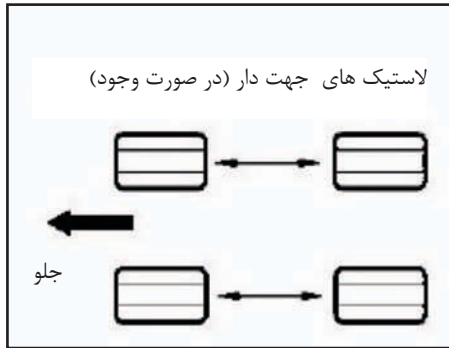 لاستیک های جهت دار (در صورت وجود)
جلو